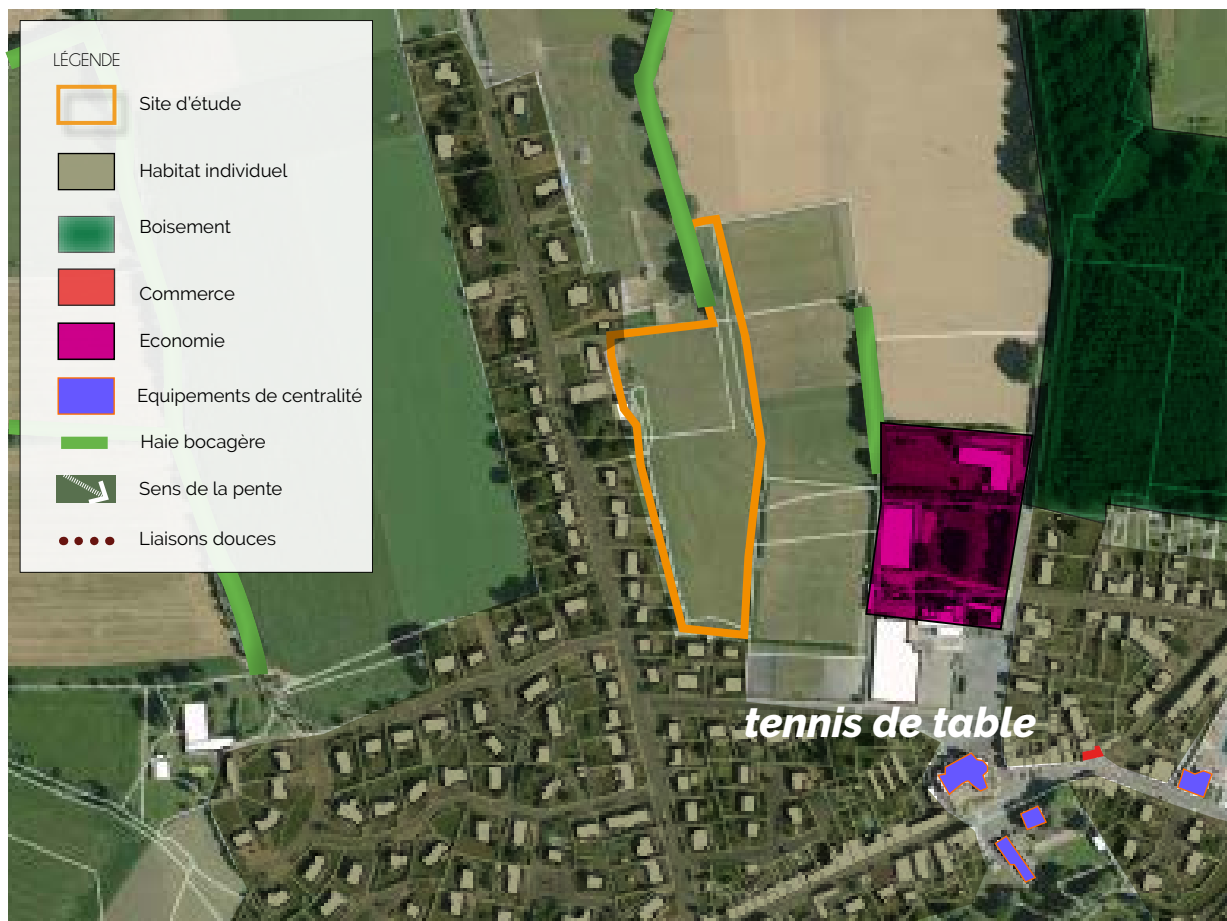 LÉGENDE
Site d'étude
Habitat individuel
Boisement
Commerce
Economie
Equipements de centralité
Haie bocagère
Sens de la pente
Liaisons douces
tennis de table